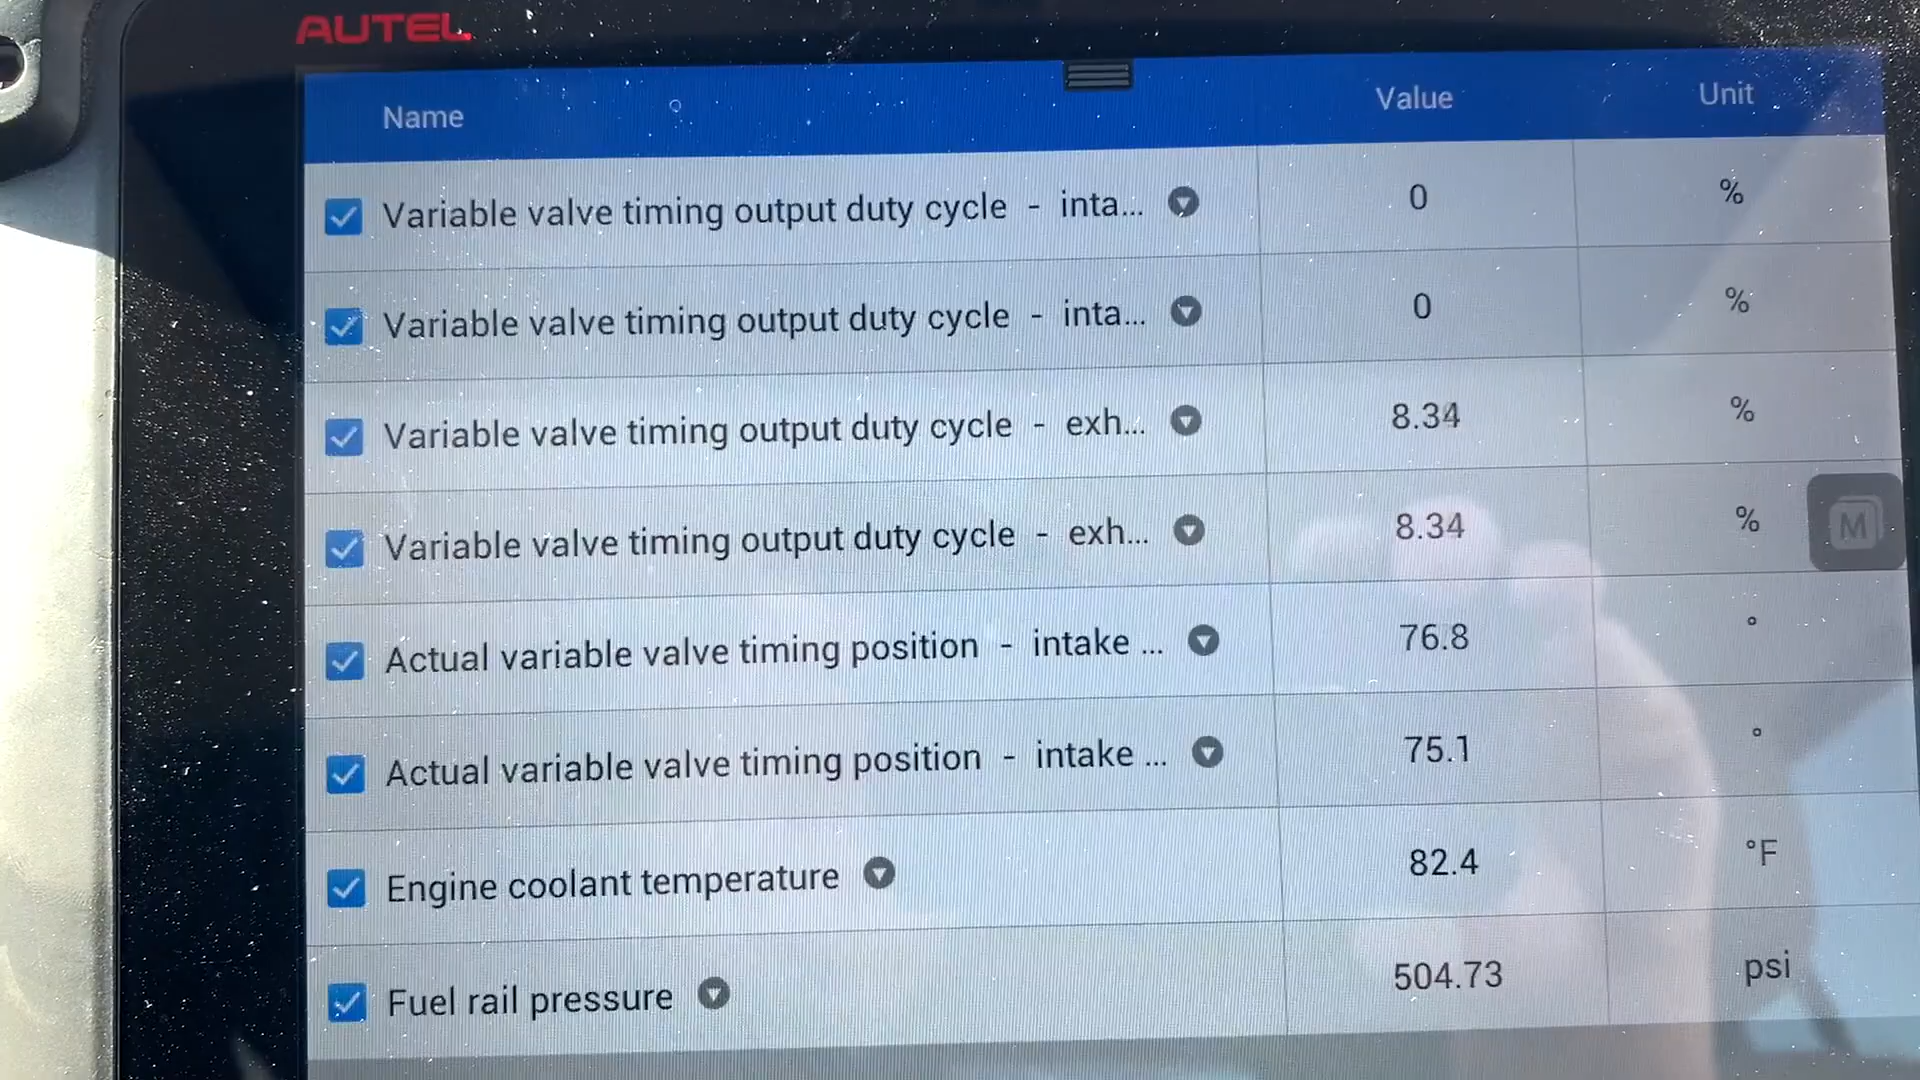 AUTEL
Name Value Unit
Variable valve timing output duty cycle - inta... 0 %
Variable valve timing output duty cycle - inta... 0 %
Variable valve timing output duty cycle - exh... 8.34 %
Variable valve timing output duty cycle - exh... 8.34 %
M
Actual variable valve timing position - intake ... 76.8 °
Actual variable valve timing position - intake ... 75.1 °
Engine coolant temperature 82.4 °F
Fuel rail pressure 504.73 psi